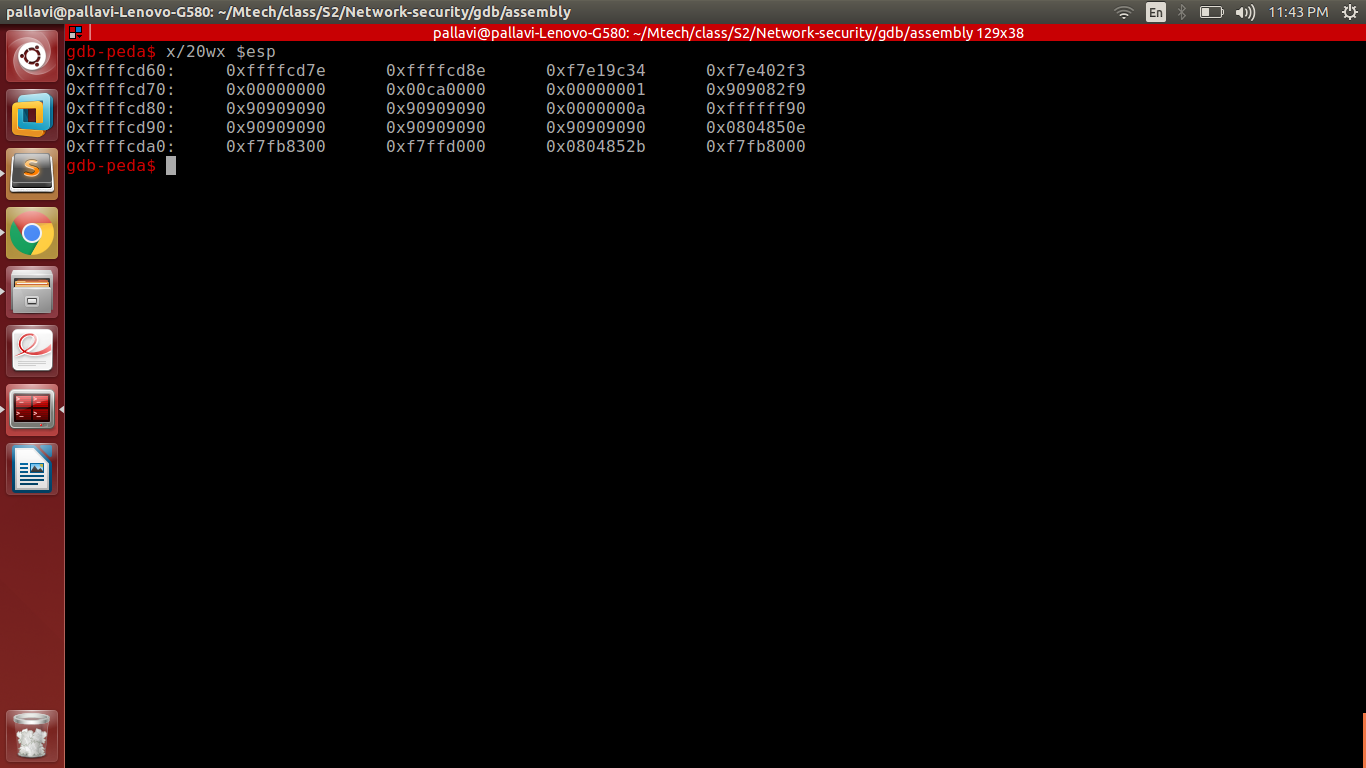 pallavi@pallavi-Lenovo-G580: ~/Mtech/class/S2/Network-security/gdb/assembly
En
11:43 PM
pallavi@pallavi-Lenovo-G580: ~/Mtech/class/S2/Network-security/gdb/assembly 129x38
gdb-peda$ x/20wx $esp
0xffffcd60: 0xffffcd7e 0xffffcd8e 0xf7e19c34 0xf7e402f3
0xffffcd70: 0x00000000 0x00ca0000 0x00000001 0x909082f9
0xffffcd80: 0x90909090 0x90909090 0x0000000a 0xffffff90
0xffffcd90: 0x90909090 0x90909090 0x90909090 0x0804850e
0xffffcda0: 0xf7fb8300 0xf7ffd000 0x0804852b 0xf7fb8000
gdb-peda$